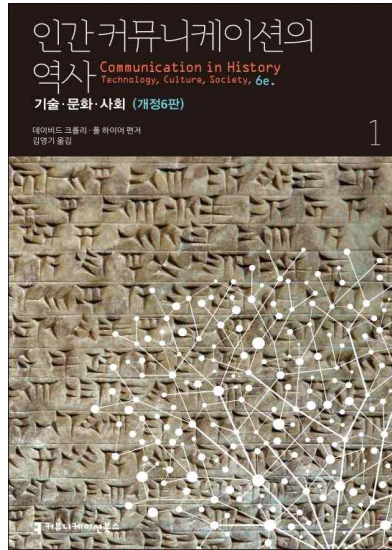 인간 커뮤니케이션의
역사 Communication in History
Technology, Culture, Society, 6e.
기술·문화·사회 (개정6판)
데이비드 크롤리·폴 하이어 편저
김영기 옮김
1
커뮤니케이션북스